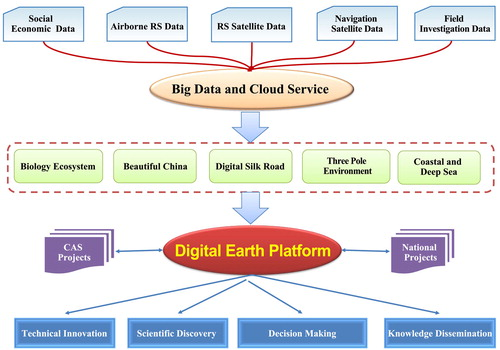 Social
Economic Data
Airborne RS Data
RS Satellite Data
Navigation
Satellite Data
Field
Investigation Data
Big Data and Cloud Service
Biology Ecosystem
Beautiful China
Digital Silk Road
Three Pole
Environment
Coastal and
Deep Sea
CAS
Projects
Digital Earth Platform
National
Projects
Technical Innovation
Scientific Discovery
Decision Making
Knowledge Dissemination